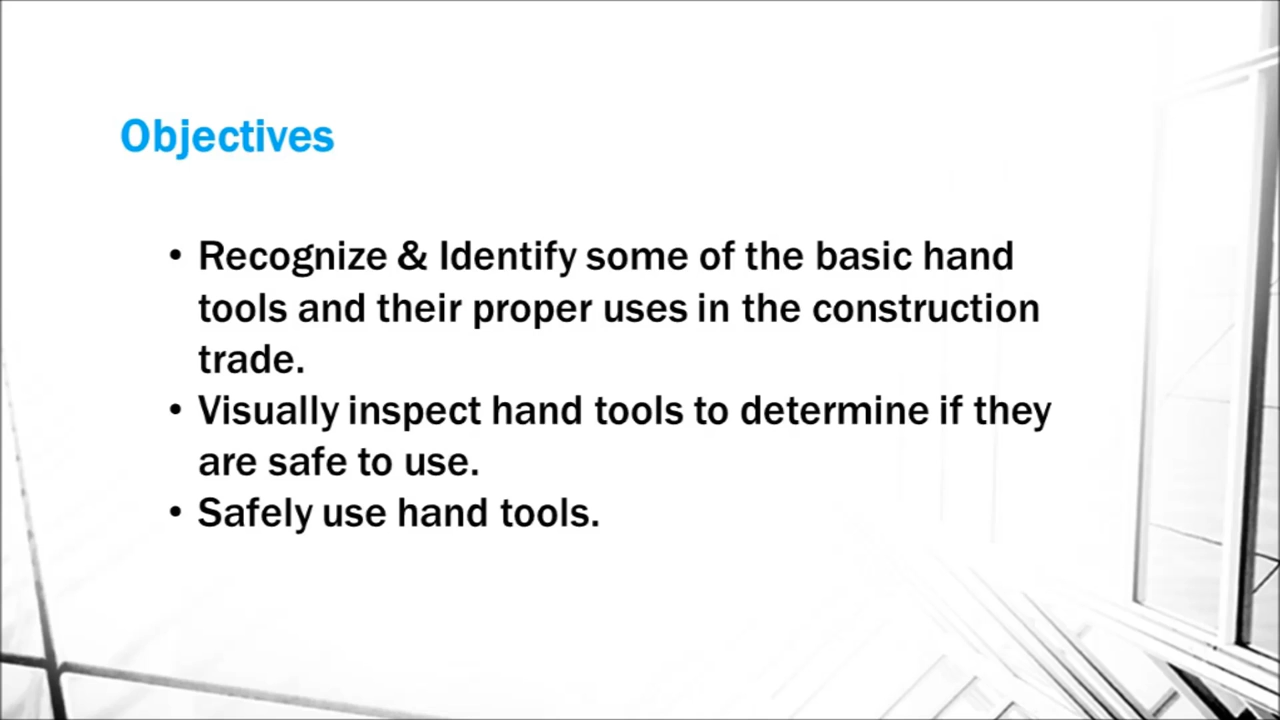 Objectives
• Recognize & Identify some of the basic hand
tools and their proper uses in the construction
trade.
• Visually inspect hand tools to determine if they
are safe to use.
• Safely use hand tools.